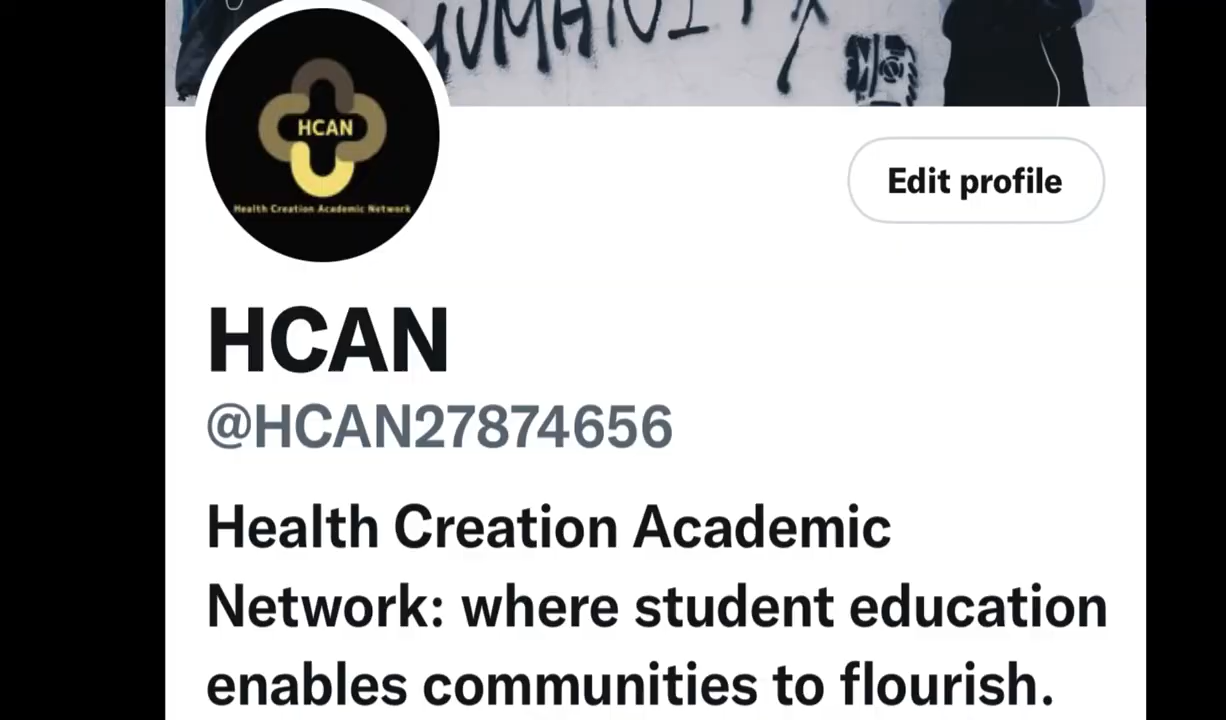 HUMANITY
HCAN
Health Creation Academic Network
Edit profile
HCAN
@HCAN27874656
Health Creation Academic
Network: where student education
enables communities to flourish.